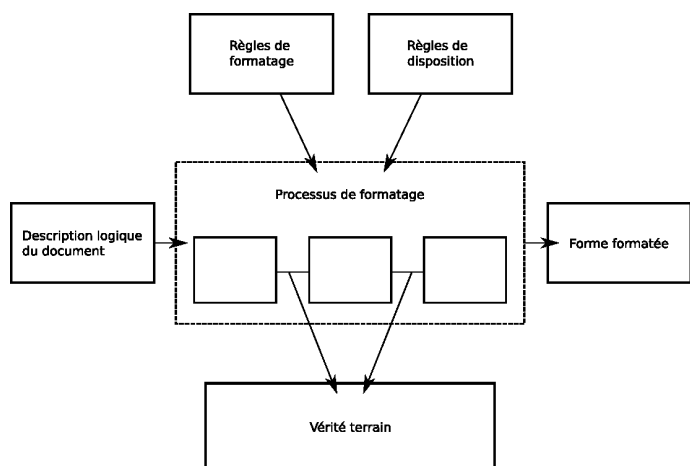 Règles de
formatage
Règles de
disposition
Processus de formatage
Description logique
du document
Forme formatée
Vérité terrain